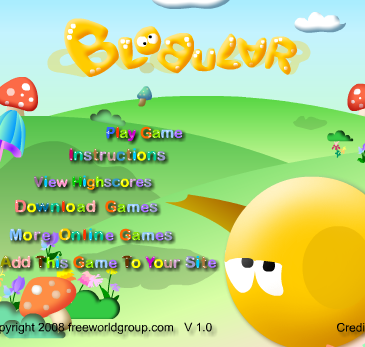 Blobular
Play Game
Instructions
View Highscores
Download Games
More Online Games
Add This Game To Your Site
pyright 2008 freeworldgroup.com V 1.0
Credi